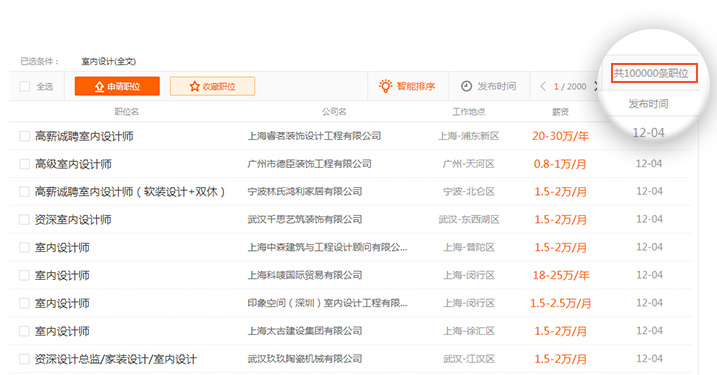 已选条件： 室内设计(全文)
共100000条职位
全选 申请职位 收藏职位 智能排序 发布时间 1 / 2000
职位名 公司名 工作地点 薪资 发布时间
高薪诚聘室内设计师 上海睿茗装饰设计工程有限公司 上海-浦东新区 20-30万/年 12-04
高级室内设计师 广州市德臣装饰工程有限公司 广州-天河区 0.8-1万/月 12-04
高薪诚聘室内设计师（软装设计+双休） 宁波林氏鸿利家居有限公司 宁波-北仑区 1.5-2万/月 12-04
资深室内设计师 武汉千思艺筑装饰有限公司 武汉-东西湖区 1.5-2万/月 12-04
室内设计师 上海中森建筑与工程设计顾问有限公... 上海-普陀区 1.5-2万/月 12-04
室内设计师 上海科唛国际贸易有限公司 上海-闵行区 18-25万/年 12-04
室内设计师 印象空间（深圳）室内设计工程有限... 上海-闵行区 1.5-2.5万/月 12-04
室内设计师 上海太古建设集团有限公司 上海-徐汇区 1.5-2万/月 12-04
资深设计总监/家装设计/室内设计 武汉玖玖陶瓷机械有限公司 武汉-江汉区 1.5-2万/月 12-04